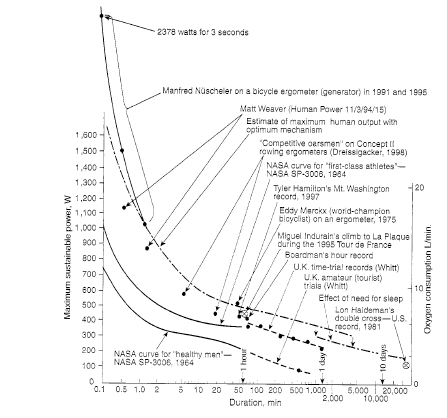 2378 watts for 3 seconds
Manfred Nüscheler on a bicycle ergometer (generator) in 1991 and 1995
Matt Weaver (Human Power 11/3/94/15)
Estimate of maximum human output with
optimum mechanism
"Competitive oarsmen" on Concept II
rowing ergometers (Dreissigacker, 1998)
NASA curve for "first-class athletes"—
NASA SP-3006, 1964
Tyler Hamilton's Mt. Washington
record, 1997
Eddy Merckx (world-champion
bicyclist) on an ergometer, 1975
Miguel Indurain's climb to La Plaque
during the 1995 Tour de France
Boardman's hour record
U.K. time-trial records (Whitt)
U.K. amateur (tourist)
trials (Whitt)
Effect of need for sleep
Lon Haldeman's
double cross—U.S.
record, 1981
NASA curve for "healthy men"—
NASA SP-3006, 1964
Maximum sustainable power, W
1,600
1,500
1,400
1,300
1,200
1,100
1,000
900
800
700
600
500
400
300
200
100
0
20
10
0
Oxygen consumption L/min.
1 hour
1 day
10 days
0.1 0.5 1.0 2 5 10 20 50 100 200 500 1,000 2,000 5,000 10,000 20,000
Duration, min